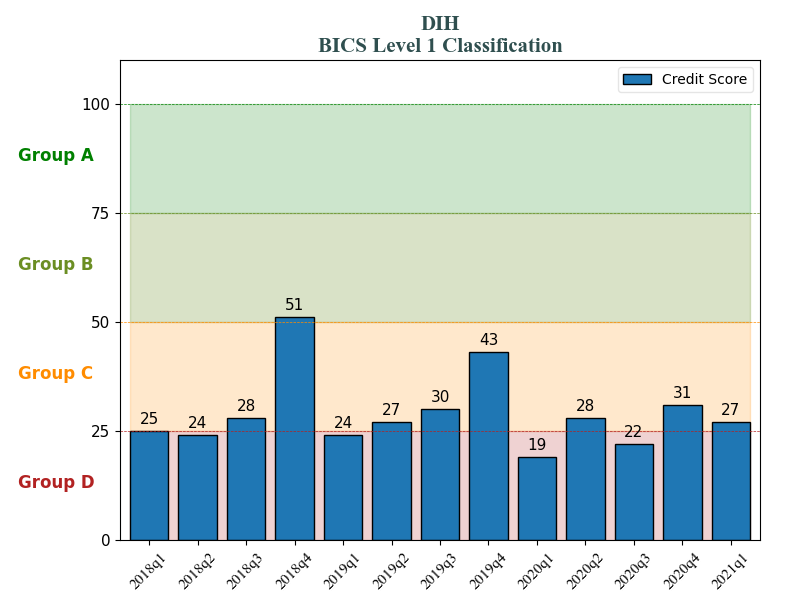 DIH
BICS Level 1 Classification
Credit Score
100
Group A
75
Group B
50
Group C
25
Group D
0
25
24
28
51
24
27
30
43
19
28
22
31
27
2018q1
2018q2
2018q3
2018q4
2019q1
2019q2
2019q3
2019q4
2020q1
2020q2
2020q3
2020q4
2021q1